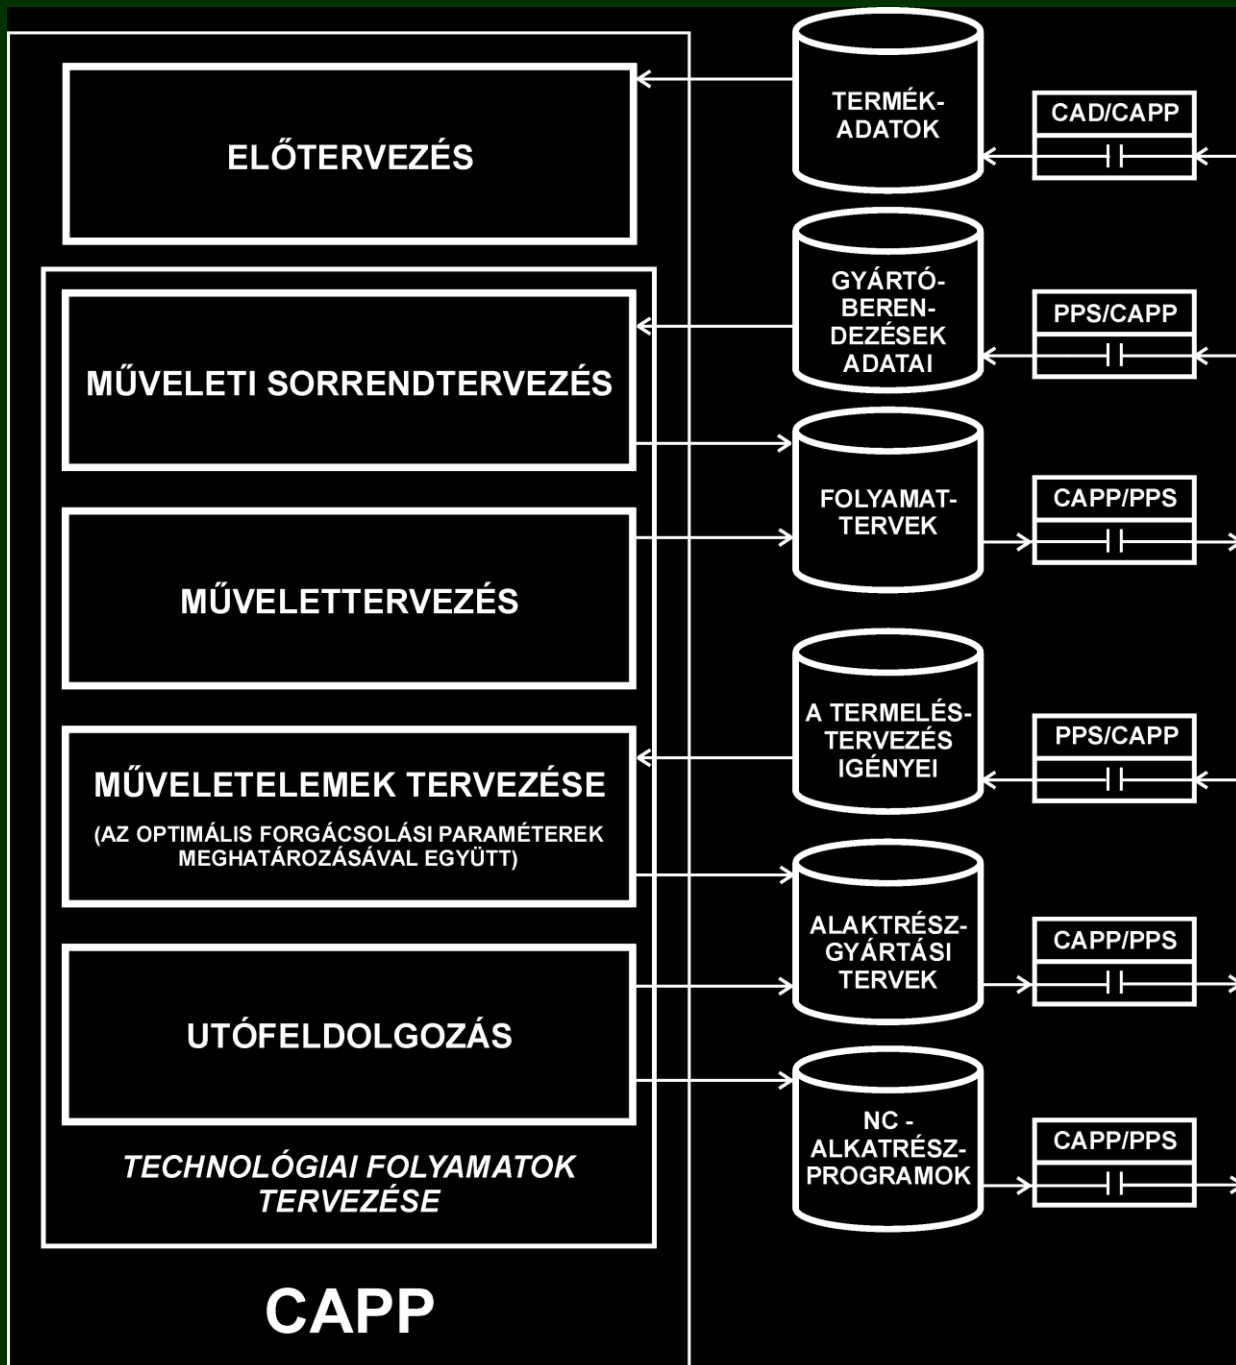 ELŐTERVEZÉS
MŰVELETI SORRENDTERVEZÉS
MŰVELETTERVEZÉS
MŰVELETELEMEK TERVEZÉSE
(AZ OPTIMÁLIS FORGÁCSOLÁSI PARAMÉTEREK
MEGHATÁROZÁSÁVAL EGYÜTT)
UTÓFELDOLGOZÁS
TECHNOLÓGIAI FOLYAMATOK
TERVEZÉSE
CAPP
TERMÉK-
ADATOK
CAD/CAPP
GYÁRTÓ-
BEREN-
DEZÉSEK
ADATAI
PPS/CAPP
FOLYAMAT-
TERVEK
CAPP/PPS
A TERMELÉS-
TERVEZÉS
IGÉNYEI
PPS/CAPP
ALAKTRÉSZ-
GYÁRTÁSI
TERVEK
CAPP/PPS
NC -
ALKATRÉSZ-
PROGRAMOK
CAPP/PPS